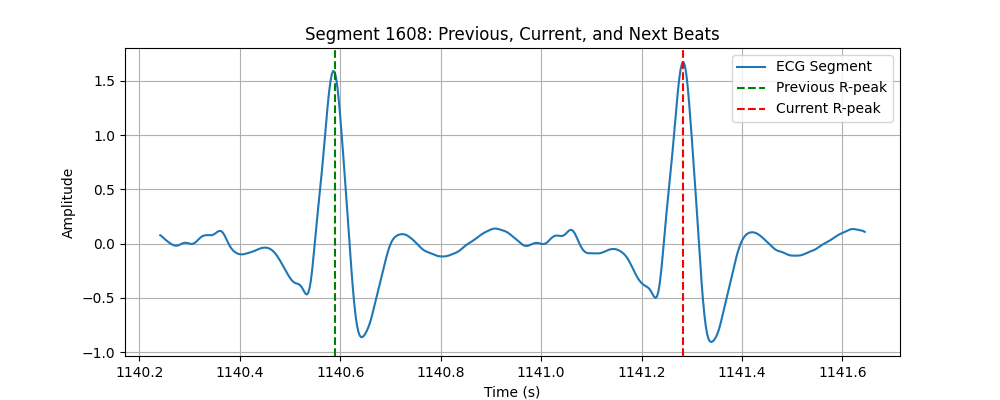 Segment 1608: Previous, Current, and Next Beats
ECG Segment
Previous R-peak
Current R-peak
Amplitude
1.5
1.0
0.5
0.0
−0.5
−1.0
1140.2 1140.4 1140.6 1140.8 1141.0 1141.2 1141.4 1141.6
Time (s)